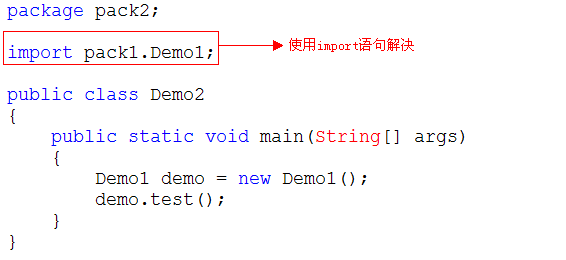 package pack2;
import pack1.Demo1; 使用import语句解决
public class Demo2
{
public static void main(String[] args)
{
Demo1 demo = new Demo1();
demo.test();
}
}